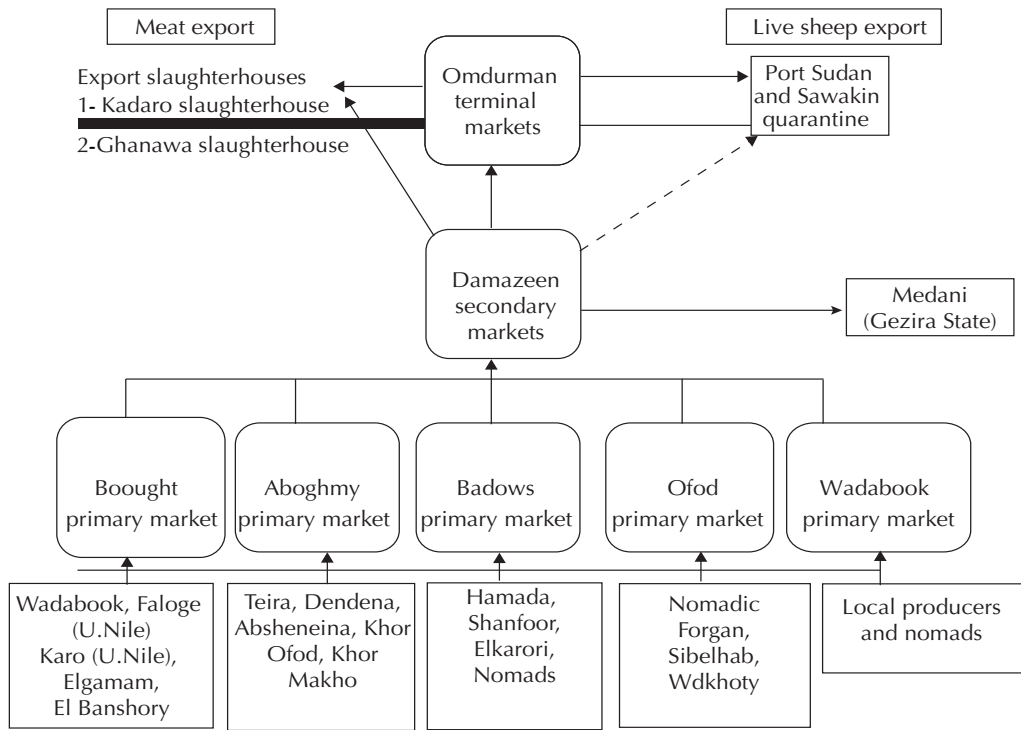 Meat export
Live sheep export
Export slaughterhouses
1- Kadaro slaughterhouse
2-Ghanawa slaughterhouse
Omdurman
terminal
markets
Port Sudan
and Sawakin
quarantine
Damazeen
secondary
markets
Medani
(Gezira State)
Boought
primary market
Aboghmy
primary market
Badows
primary market
Ofod
primary market
Wadabook
primary market
Wadabook, Faloge
(U.Nile)
Karo (U.Nile),
Elgamam,
El Banshory
Teira, Dendena,
Absheneina, Khor
Ofod, Khor
Makho
Hamada,
Shanfoor,
Elkarori,
Nomads
Nomadic
Forgan,
Sibelhab,
Wdkhoty
Local producers
and nomads